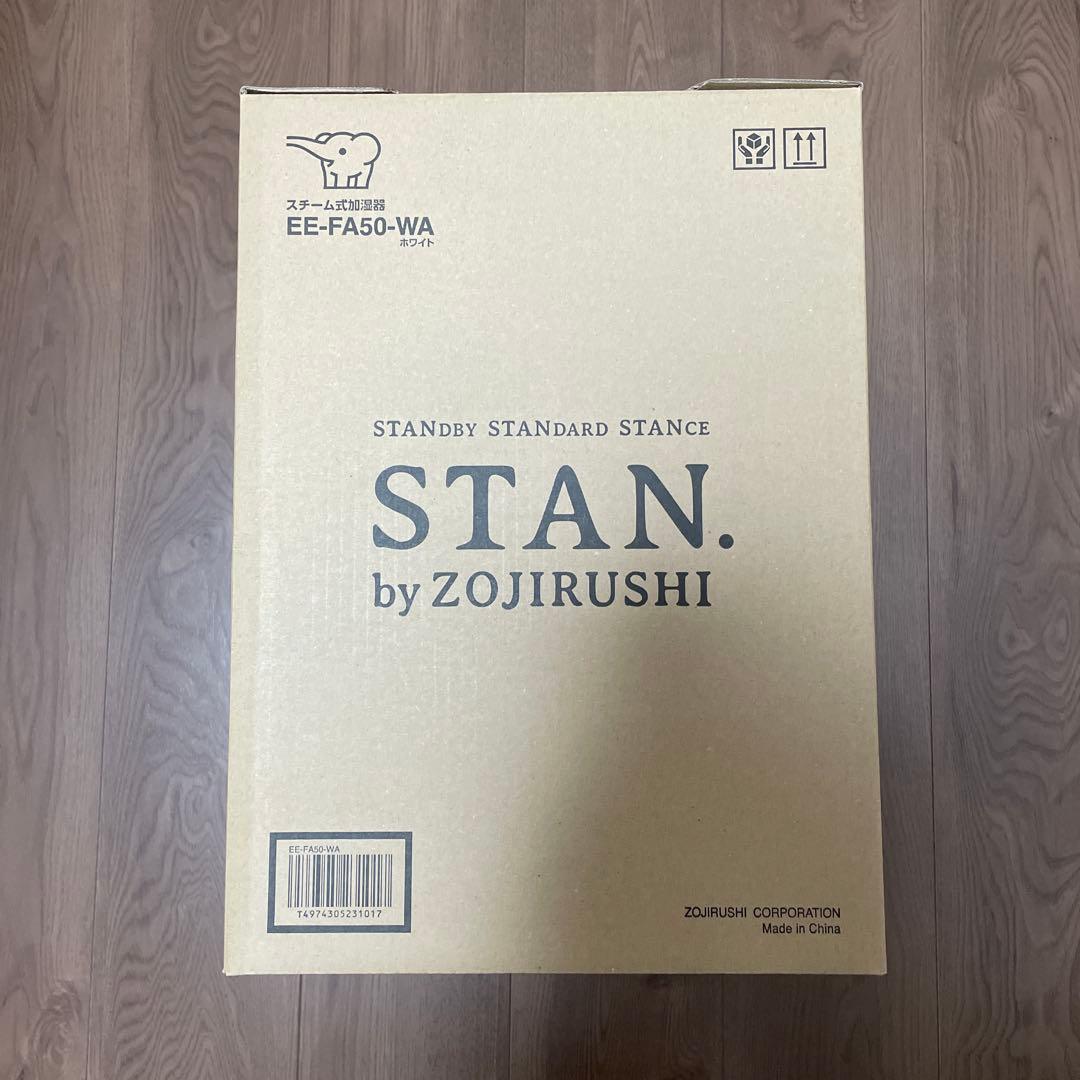 スチーム式加湿器
EE-FA50-WA
ホワイト
STANDBY STANDARD STANCE
STAN.
by ZOJIRUSHI
EE-FA50-WA
T4974305231017
ZOJIRUSHI CORPORATION
Made in China